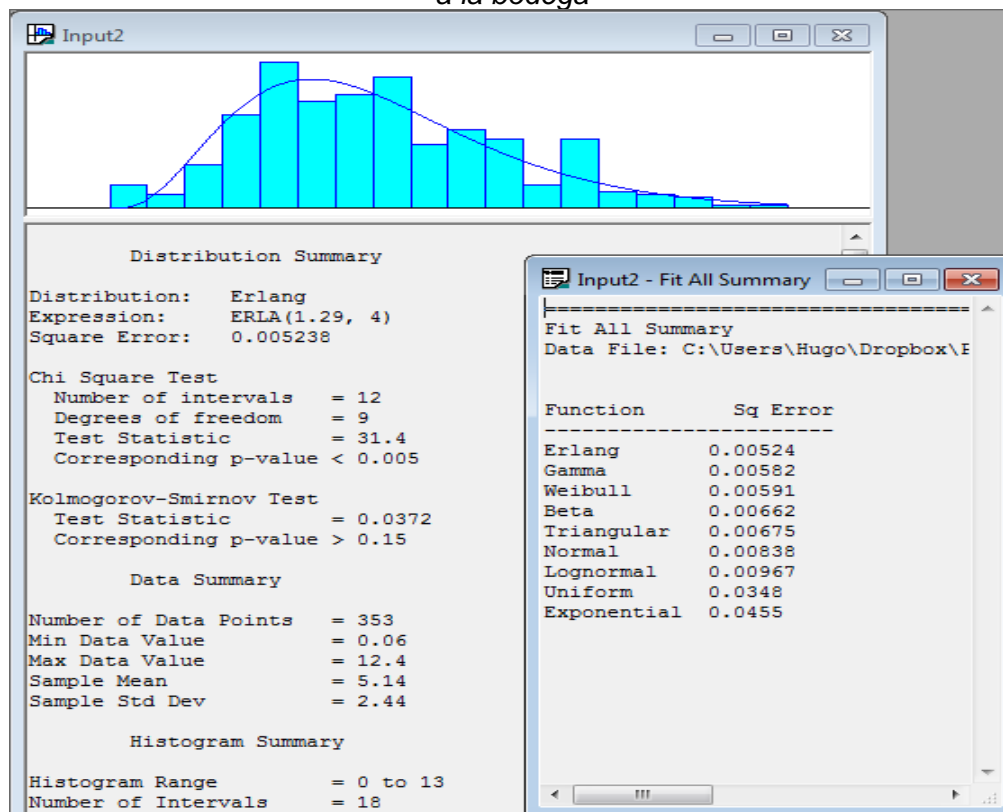 a la bodega
Input2
Distribution Summary
Distribution: Erlang
Expression: ERLA(1.29, 4)
Square Error: 0.005238
Chi Square Test
Number of intervals = 12
Degrees of freedom = 9
Test Statistic = 31.4
Corresponding p-value < 0.005
Kolmogorov-Smirnov Test
Test Statistic = 0.0372
Corresponding p-value > 0.15
Data Summary
Number of Data Points = 353
Min Data Value = 0.06
Max Data Value = 12.4
Sample Mean = 5.14
Sample Std Dev = 2.44
Histogram Summary
Histogram Range = 0 to 13
Number of Intervals = 18
Input2 - Fit All Summary
Fit All Summary
Data File: C:\Users\Hugo\Dropbox\
Function Sq Error
Erlang 0.00524
Gamma 0.00582
Weibull 0.00591
Beta 0.00662
Triangular 0.00675
Normal 0.00838
Lognormal 0.00967
Uniform 0.0348
Exponential 0.0455